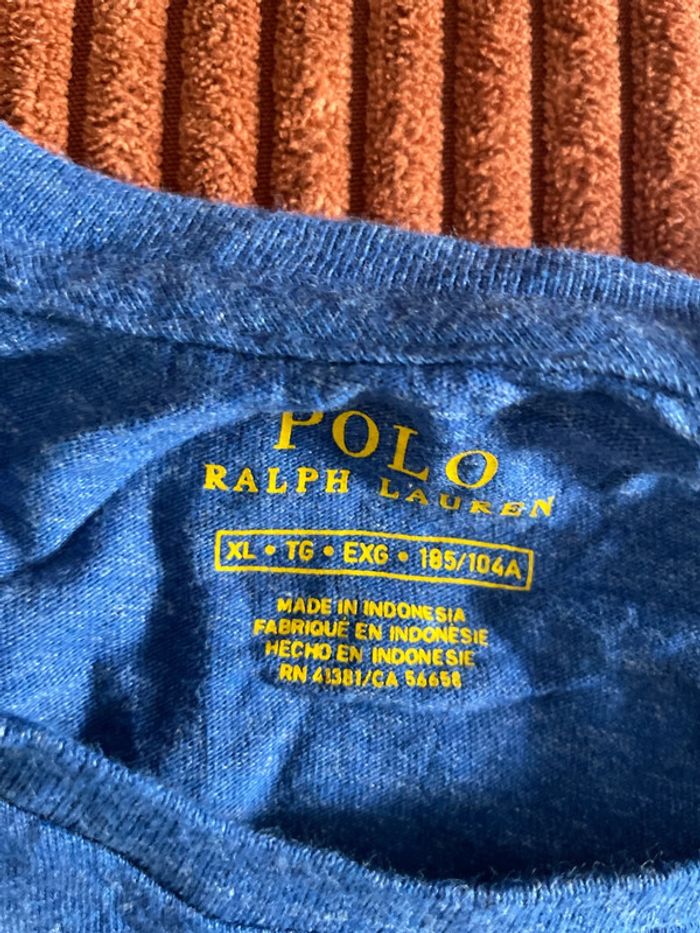 POLO
RALPH LAUREN
XL • TG • EXG • 185/104A
MADE IN INDONESIA
FABRIQUÉ EN INDONÉSIE
HECHO EN INDONESIE
RN 41381/CA 56658